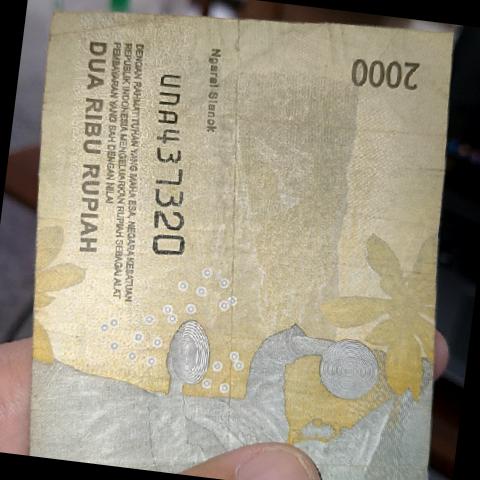 2000
Ngarai Sianok
UNA437320
DENGAN RAHMAT TUHAN YANG MAHA ESA, NEGARA KESATUAN
REPUBLIK INDONESIA MENGELUARKAN RUPIAH SEBAGAI ALAT
PEMBAYARAN YANG SAH DENGAN NILAI
DUA RIBU RUPIAH